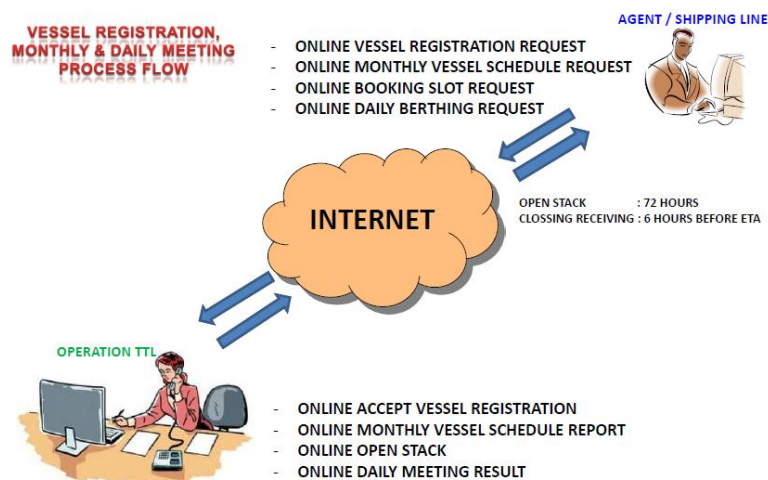 VESSEL REGISTRATION,
MONTHLY & DAILY MEETING
PROCESS FLOW
AGENT / SHIPPING LINE
- ONLINE VESSEL REGISTRATION REQUEST
- ONLINE MONTHLY VESSEL SCHEDULE REQUEST
- ONLINE BOOKING SLOT REQUEST
- ONLINE DAILY BERTHING REQUEST
INTERNET
OPEN STACK : 72 HOURS
CLOSSING RECEIVING : 6 HOURS BEFORE ETA
OPERATION TTL
- ONLINE ACCEPT VESSEL REGISTRATION
- ONLINE MONTHLY VESSEL SCHEDULE REPORT
- ONLINE OPEN STACK
- ONLINE DAILY MEETING RESULT